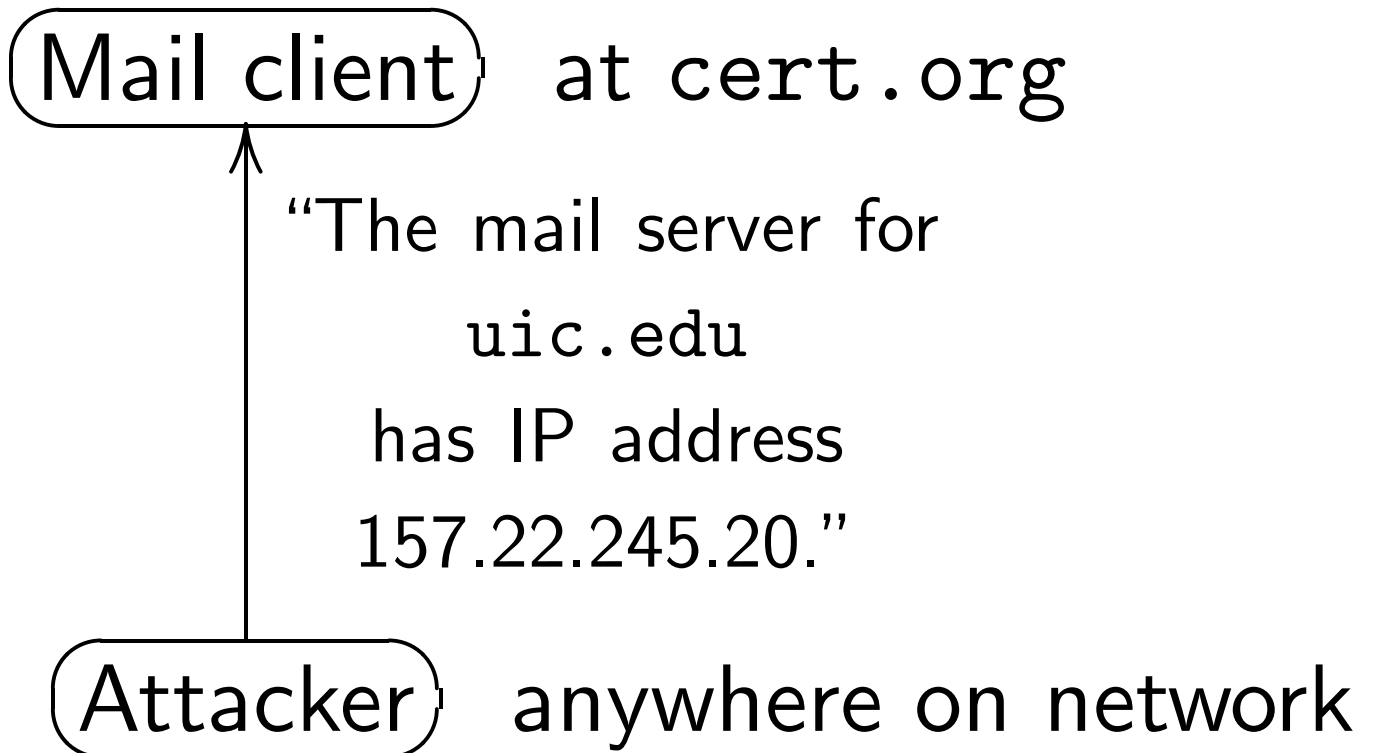 Mail client at cert.org
“The mail server for
uic.edu
has IP address
157.22.245.20.”
Attacker anywhere on network